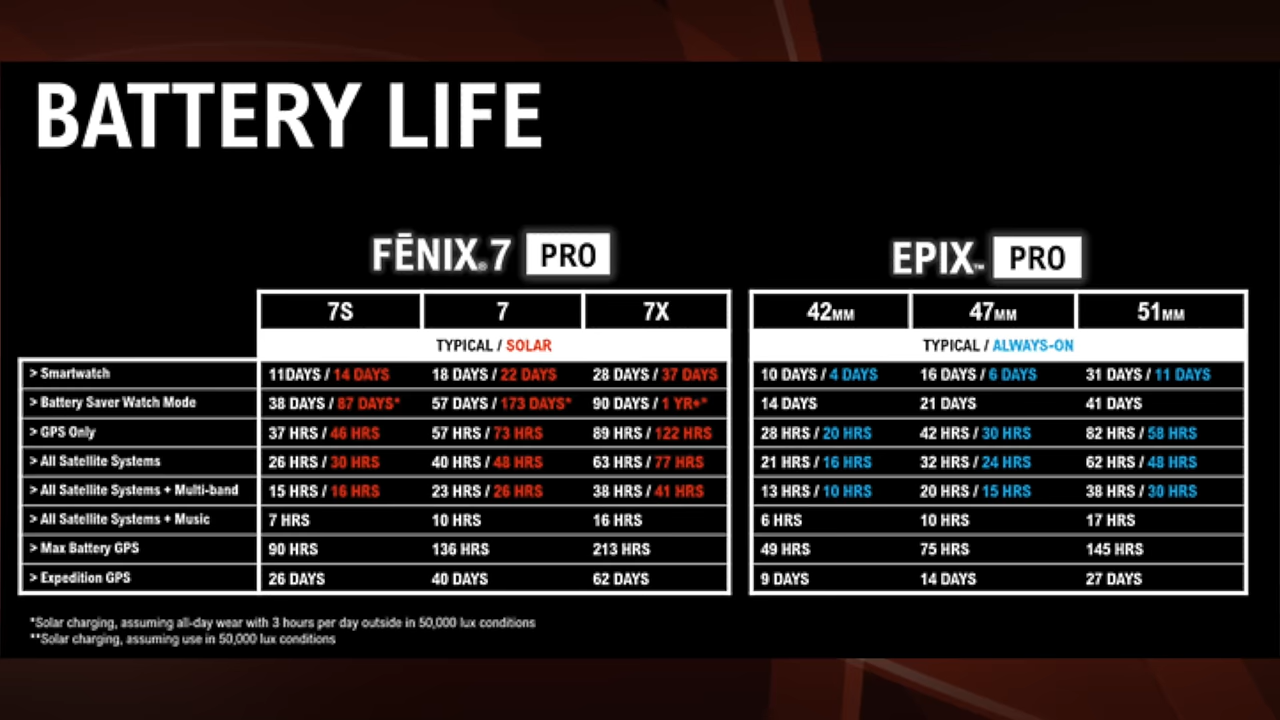 BATTERY LIFE
FĒNIX® 7 PRO
EPIX™ PRO
7S 7 7X 42MM 47MM 51MM
TYPICAL / SOLAR TYPICAL / ALWAYS-ON
> Smartwatch 11DAYS / 14 DAYS 18 DAYS / 22 DAYS 28 DAYS / 37 DAYS 10 DAYS / 4 DAYS 16 DAYS / 6 DAYS 31 DAYS / 11 DAYS
> Battery Saver Watch Mode 38 DAYS / 87 DAYS* 57 DAYS / 173 DAYS* 90 DAYS / 1 YR+* 14 DAYS 21 DAYS 41 DAYS
> GPS Only 37 HRS / 46 HRS 57 HRS / 73 HRS 89 HRS / 122 HRS 28 HRS / 20 HRS 42 HRS / 30 HRS 82 HRS / 58 HRS
> All Satellite Systems 26 HRS / 30 HRS 40 HRS / 48 HRS 63 HRS / 77 HRS 21 HRS / 16 HRS 32 HRS / 24 HRS 62 HRS / 48 HRS
> All Satellite Systems + Multi-band 15 HRS / 16 HRS 23 HRS / 26 HRS 38 HRS / 41 HRS 13 HRS / 10 HRS 20 HRS / 15 HRS 38 HRS / 30 HRS
> All Satellite Systems + Music 7 HRS 10 HRS 16 HRS 6 HRS 10 HRS 17 HRS
> Max Battery GPS 90 HRS 136 HRS 213 HRS 49 HRS 75 HRS 145 HRS
> Expedition GPS 26 DAYS 40 DAYS 62 DAYS 9 DAYS 14 DAYS 27 DAYS
*Solar charging, assuming all-day wear with 3 hours per day outside in 50,000 lux conditions
**Solar charging, assuming use in 50,000 lux conditions